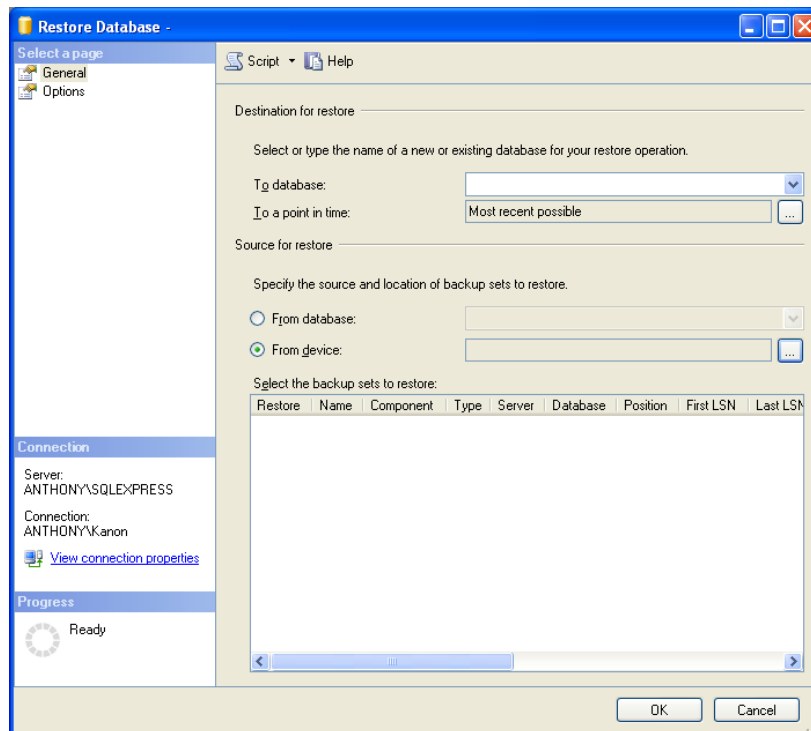 Restore Database -
Select a page
General
Options
Script Help
Destination for restore
Select or type the name of a new or existing database for your restore operation.
To database:
To a point in time: Most recent possible ...
Source for restore
Specify the source and location of backup sets to restore.
From database:
From device: ...
Select the backup sets to restore:
Restore Name Component Type Server Database Position First LSN Last LSN
Connection
Server:
ANTHONY\SQLEXPRESS
Connection:
ANTHONY\Kanon
View connection properties
Progress
Ready
OK Cancel